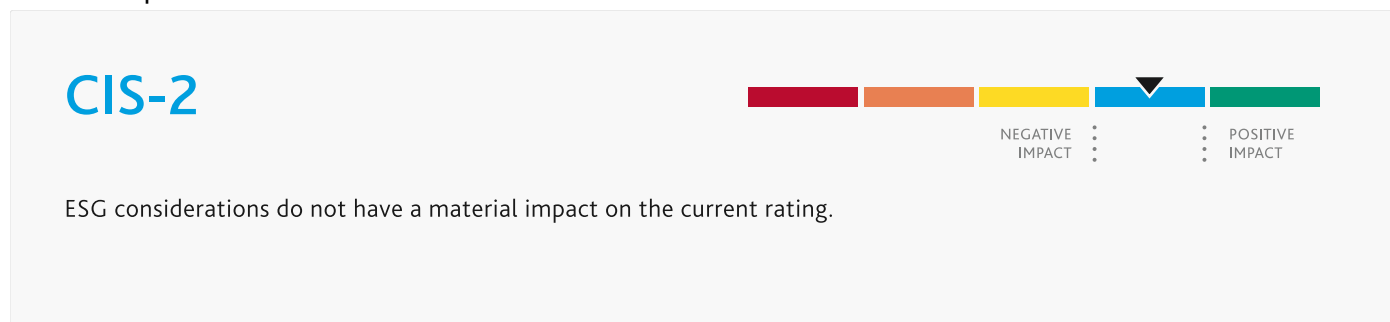 CIS-2
NEGATIVE
IMPACT
POSITIVE
IMPACT
ESG considerations do not have a material impact on the current rating.